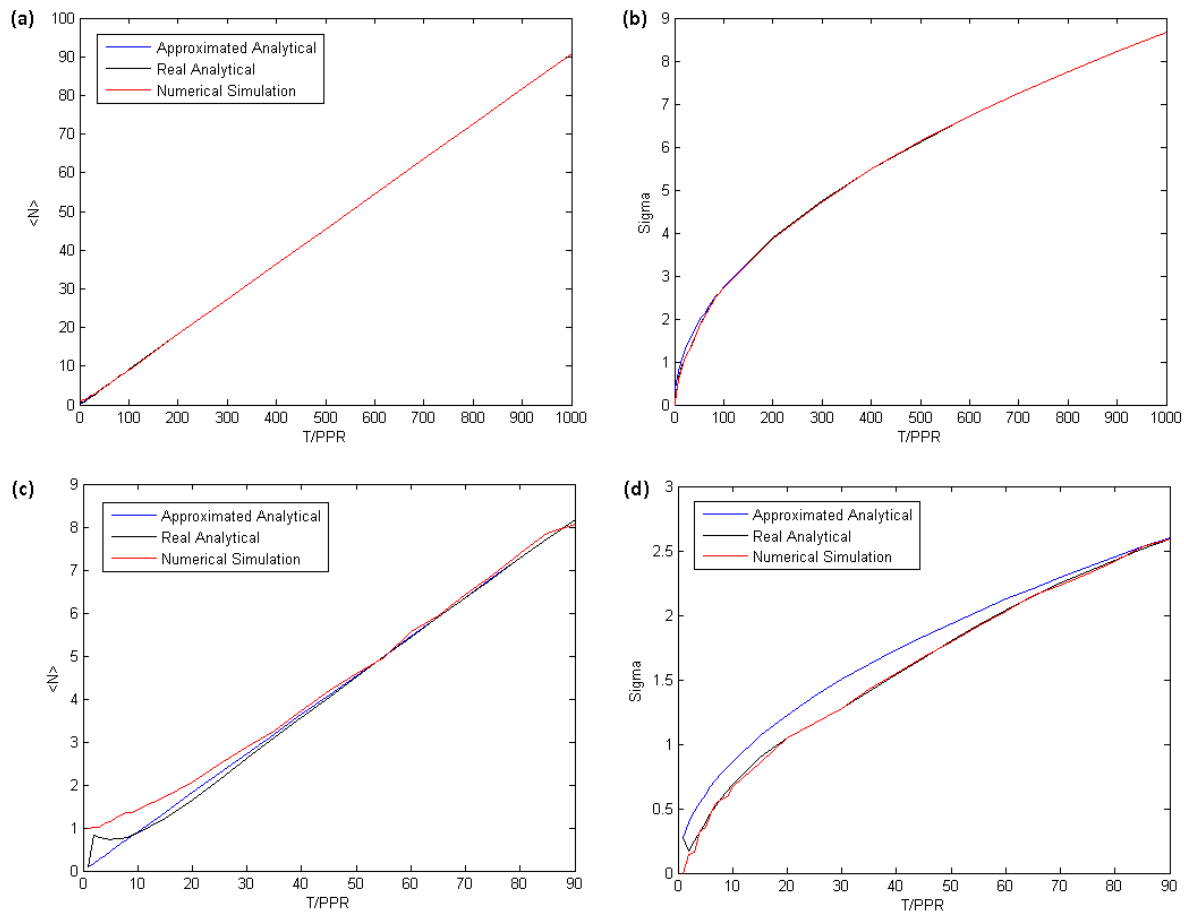 (a)
100
90
80
70
60
50
40
30
20
10
0
<N>
Approximated Analytical
Real Analytical
Numerical Simulation
0 100 200 300 400 500 600 700 800 900 1000
T/PPR
(b)
9
8
7
6
5
4
3
2
1
0
Sigma
0 100 200 300 400 500 600 700 800 900 1000
T/PPR
(c)
9
8
7
6
5
4
3
2
1
0
<N>
Approximated Analytical
Real Analytical
Numerical Simulation
0 10 20 30 40 50 60 70 80 90
T/PPR
(d)
3
2.5
2
1.5
1
0.5
0
Sigma
Approximated Analytical
Real Analytical
Numerical Simulation
0 10 20 30 40 50 60 70 80 90
T/PPR